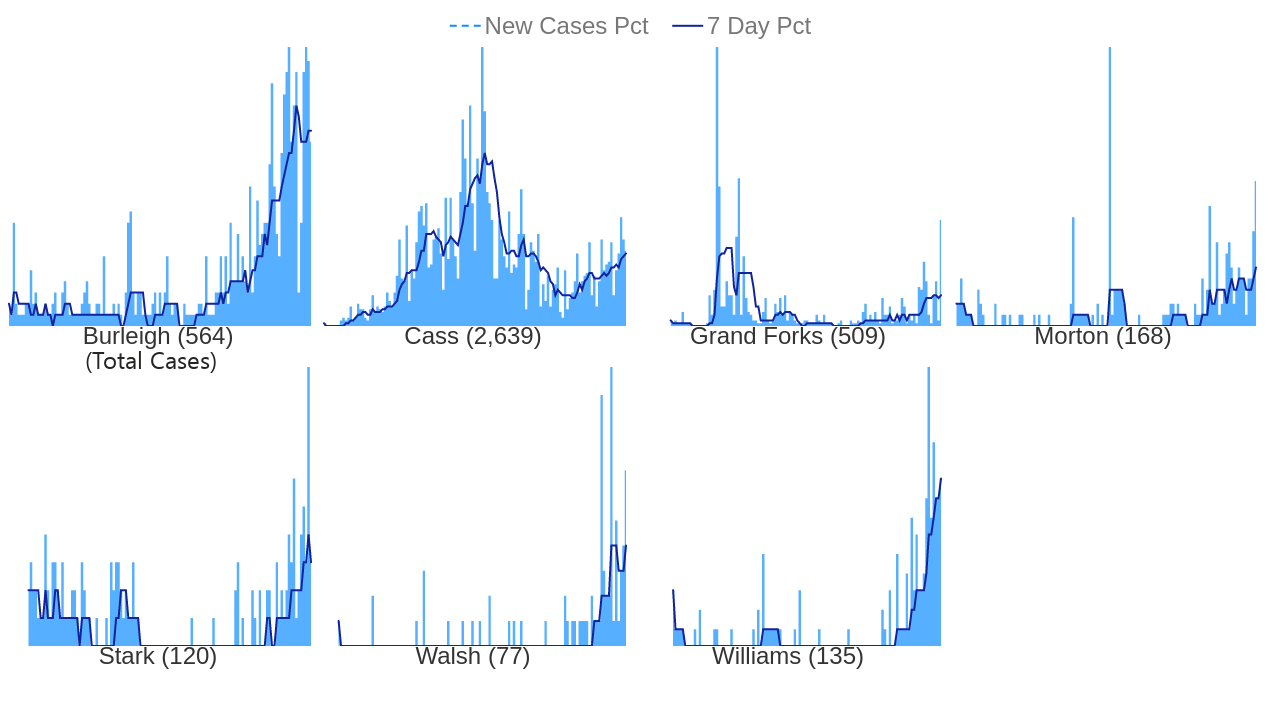 New Cases Pct 7 Day Pct
Burleigh (564)
(Total Cases)
Cass (2,639)
Grand Forks (509)
Morton (168)
Stark (120)
Walsh (77)
Williams (135)